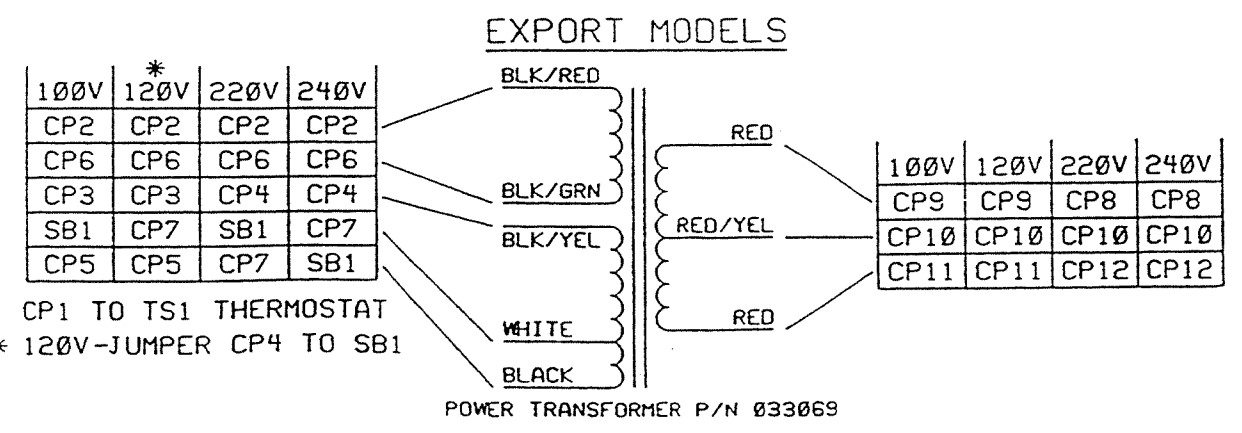 EXPORT MODELS
*
100V 120V 220V 240V
CP2 CP2 CP2 CP2
CP6 CP6 CP6 CP6
CP3 CP3 CP4 CP4
SB1 CP7 SB1 CP7
CP5 CP5 CP7 SB1
CP1 TO TS1 THERMOSTAT
* 120V-JUMPER CP4 TO SB1
BLK/RED
BLK/GRN
BLK/YEL
WHITE
BLACK
RED
RED/YEL
RED
100V 120V 220V 240V
CP9 CP9 CP8 CP8
CP10 CP10 CP10 CP10
CP11 CP11 CP12 CP12
POWER TRANSFORMER P/N 033069